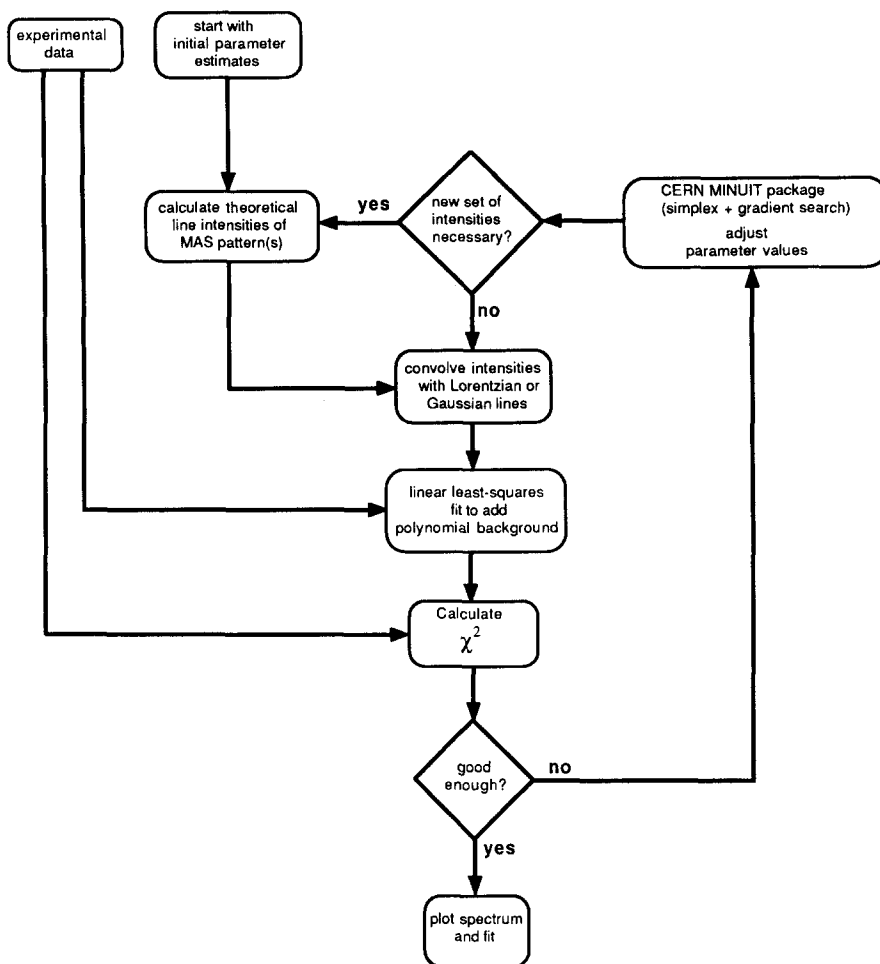 experimental
data
start with
initial parameter
estimates
yes
calculate theoretical
line intensities of
MAS pattern(s)
new set of
intensities
necessary?
CERN MINUIT package
(simplex + gradient search)
adjust
parameter values
no
convolve intensities
with Lorentzian or
Gaussian lines
linear least-squares
fit to add
polynomial background
Calculate
χ²
good
enough?
no
yes
plot spectrum
and fit